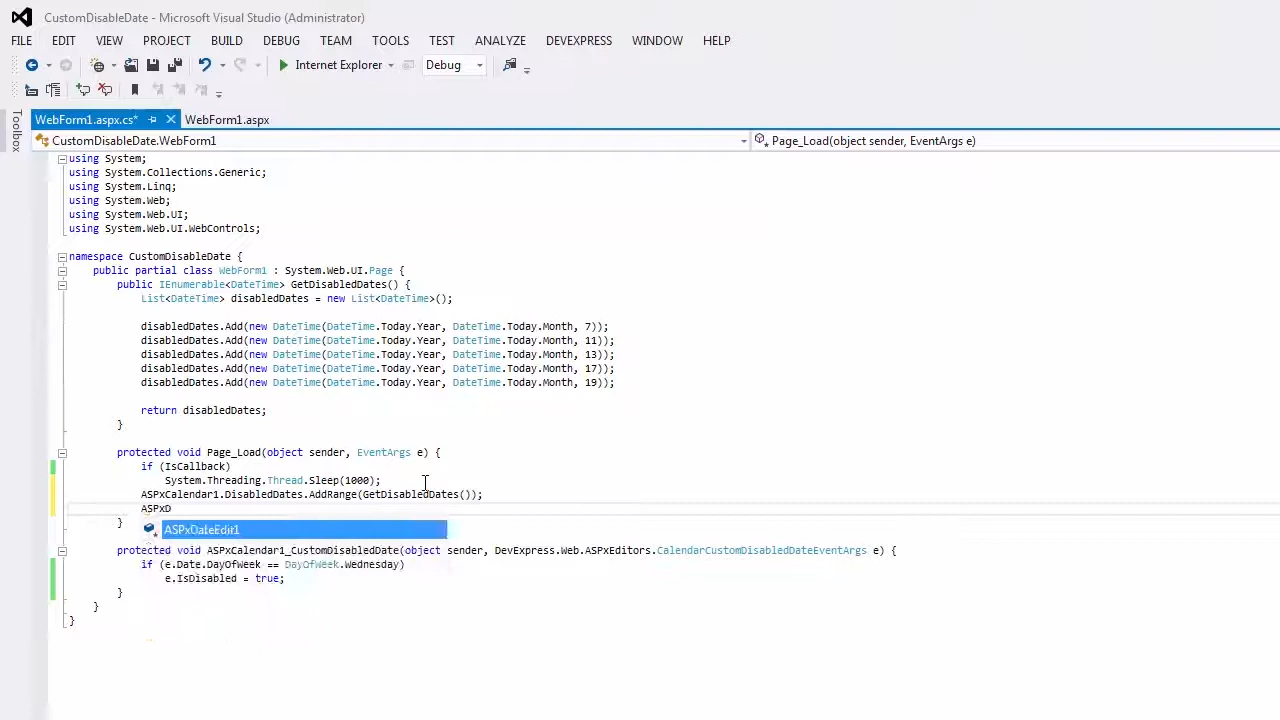 CustomDisableDate - Microsoft Visual Studio (Administrator)
FILE EDIT VIEW PROJECT BUILD DEBUG TEAM TOOLS TEST ANALYZE DEVEXPRESS WINDOW HELP
Internet Explorer Debug
WebForm1.aspx.cs* WebForm1.aspx
Toolbox
CustomDisableDate.WebForm1 Page_Load(object sender, EventArgs e)
using System;
using System.Collections.Generic;
using System.Linq;
using System.Web;
using System.Web.UI;
using System.Web.UI.WebControls;
namespace CustomDisableDate {
public partial class WebForm1 : System.Web.UI.Page {
public IEnumerable<DateTime> GetDisabledDates() {
List<DateTime> disabledDates = new List<DateTime>();
disabledDates.Add(new DateTime(DateTime.Today.Year, DateTime.Today.Month, 7));
disabledDates.Add(new DateTime(DateTime.Today.Year, DateTime.Today.Month, 11));
disabledDates.Add(new DateTime(DateTime.Today.Year, DateTime.Today.Month, 13));
disabledDates.Add(new DateTime(DateTime.Today.Year, DateTime.Today.Month, 17));
disabledDates.Add(new DateTime(DateTime.Today.Year, DateTime.Today.Month, 19));
return disabledDates;
}
protected void Page_Load(object sender, EventArgs e) {
if (IsCallback)
System.Threading.Thread.Sleep(1000);
ASPxCalendar1.DisabledDates.AddRange(GetDisabledDates());
ASPxD
}
ASPxDateEdit1
protected void ASPxCalendar1_CustomDisabledDate(object sender, DevExpress.Web.ASPxEditors.CalendarCustomDisabledDateEventArgs e) {
if (e.Date.DayOfWeek == DayOfWeek.Wednesday)
e.IsDisabled = true;
}
}
}